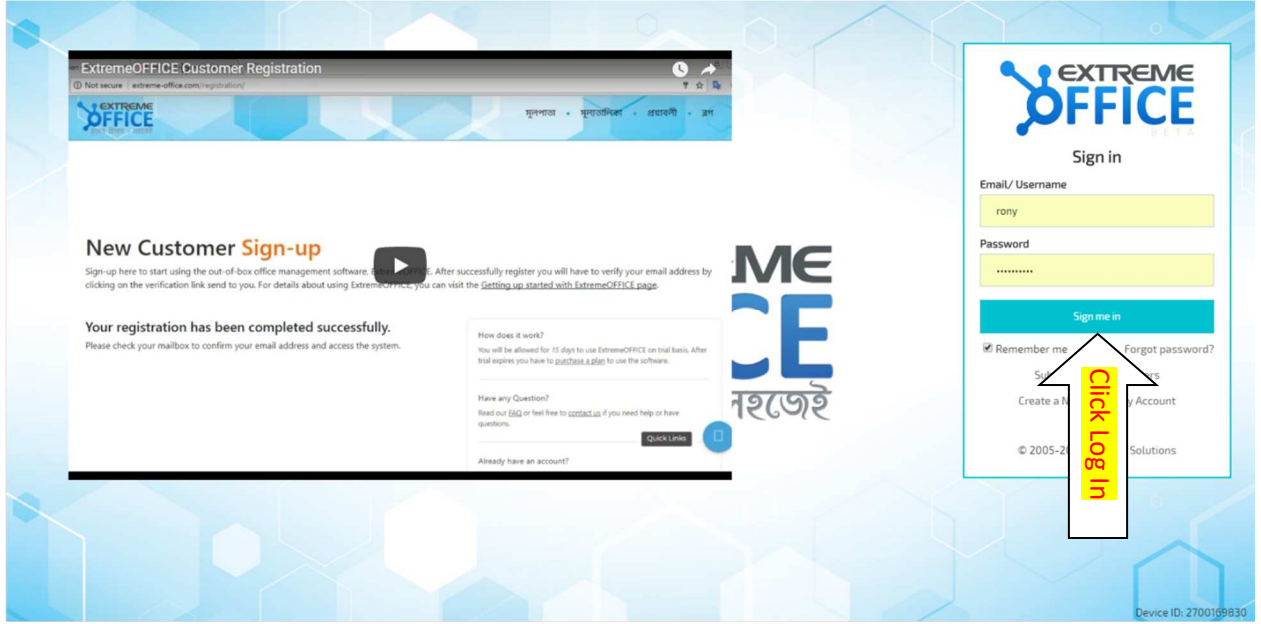 ExtremeOFFICE Customer Registration
Not secure extreme-office.com/registration/
EXTREME
OFFICE
মূলপাতা • মূল্যতালিকা • প্রশ্নাবলী • ব্লগ
New Customer Sign-up
Sign-up here to start using the out-of-box office management software, ExtremeOFFICE. After successfully register you will have to verify your email address by
clicking on the verification link send to you. For details about using ExtremeOFFICE, you can visit the Getting up started with ExtremeOFFICE page.
Your registration has been completed successfully.
Please check your mailbox to confirm your email address and access the system.
How does it work?
You will be allowed for 15 days to use ExtremeOFFICE on trial basis. After
trial expires you have to purchase a plan to use the software.
Have any Question?
Read our FAQ or feel free to contact us if you need help or have
questions.
Quick Links
Already have an account?
ME
CE
EXTREME
OFFICE
BETA
Sign in
Email/ Username
rony
Password
Sign me in
Remember me
Forgot password?
Create a N
y Account
© 2005-2
Solutions
Click Log In
Device ID: 2700169830